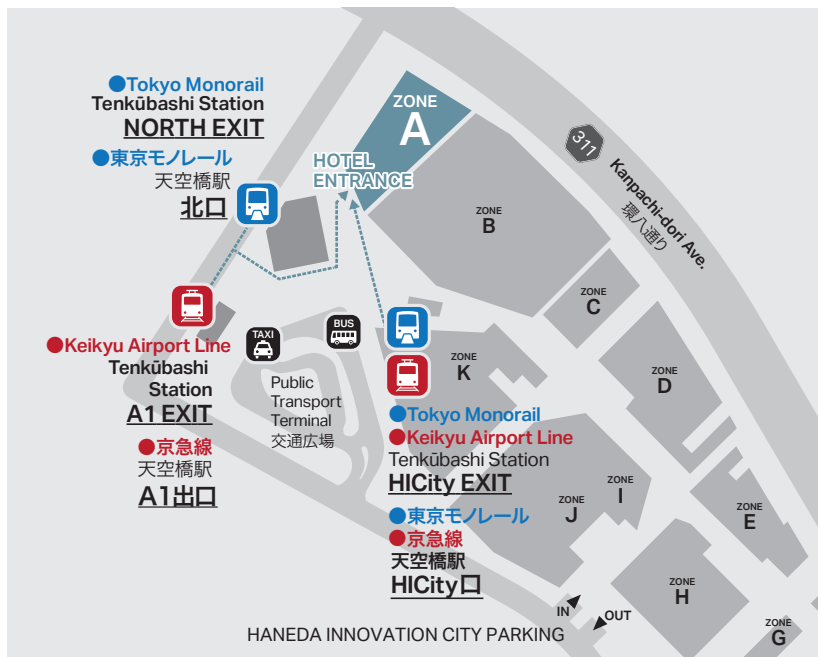 ●Tokyo Monorail
Tenkūbashi Station
NORTH EXIT
●東京モノレール
天空橋駅
北口
ZONE
A
HOTEL
ENTRANCE
311
Kanpachi-dori Ave.
環八通り
ZONE
B
ZONE
C
ZONE
D
●Keikyu Airport Line
Tenkūbashi
Station
A1 EXIT
●京急線
天空橋駅
A1出口
TAXI
BUS
Public
Transport
Terminal
交通広場
ZONE
K
●Tokyo Monorail
●Keikyu Airport Line
Tenkūbashi Station
HICity EXIT
●東京モノレール
●京急線
天空橋駅
HICity口
ZONE
I
ZONE
J
ZONE
E
ZONE
H
ZONE
G
IN
OUT
HANEDA INNOVATION CITY PARKING